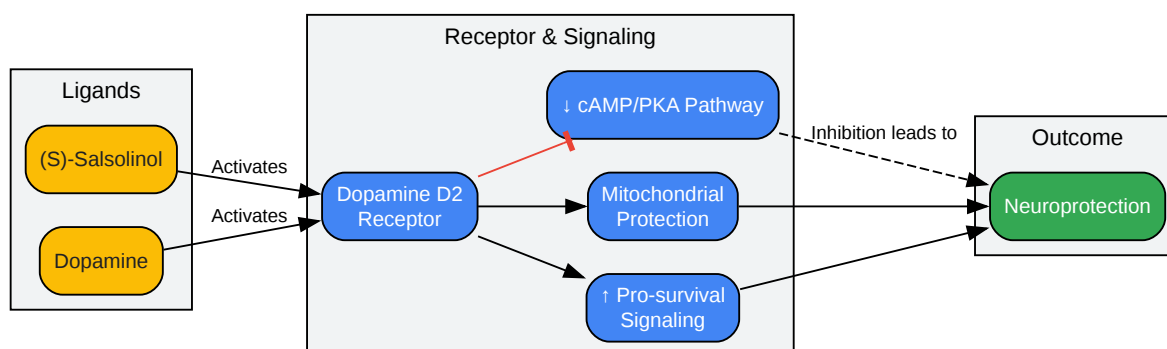 Ligands
(S)-Salsolinol
Dopamine
Activates
Activates
Receptor & Signaling
Dopamine D2
Receptor
↓ cAMP/PKA Pathway
Mitochondrial
Protection
↑ Pro-survival
Signaling
Inhibition leads to
Outcome
Neuroprotection